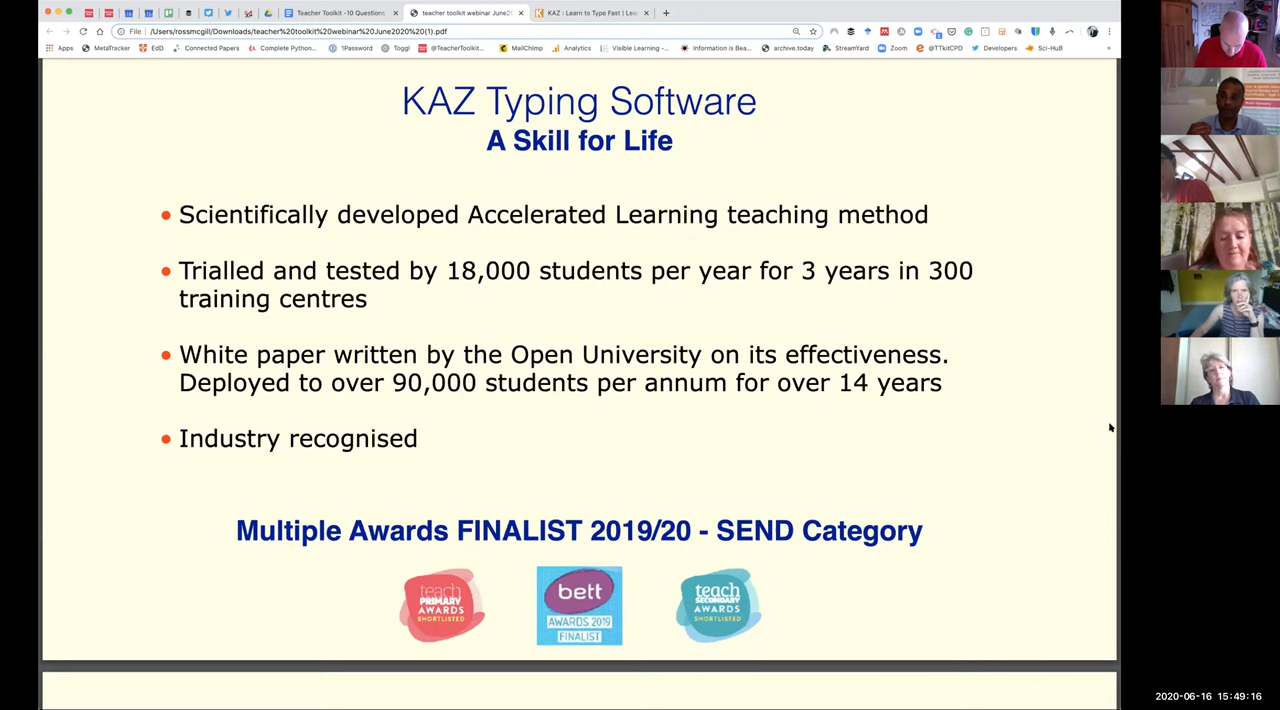 Teacher Toolkit -10 Questions
teacher toolkit webinar June202
KAZ : Learn to Type Fast | Lea
File | /Users/rossmcgill/Downloads/teacher%20toolkit%20webinar%20June2020%20(1).pdf
Apps MetaTracker EdD Connected Papers Complete Python... 1Password Toggl @TeacherToolkit... MailChimp Analytics Visible Learning -... Information is Bea... archive.today StreamYard Zoom @TTkitCPD Developers Sci-HUB »
KAZ Typing Software
A Skill for Life
• Scientifically developed Accelerated Learning teaching method
• Trialled and tested by 18,000 students per year for 3 years in 300
training centres
• White paper written by the Open University on its effectiveness.
Deployed to over 90,000 students per annum for over 14 years
• Industry recognised
Multiple Awards FINALIST 2019/20 - SEND Category
teach
PRIMARY
AWARDS
SHORTLISTED
bett
AWARDS 2019
FINALIST
teach
SECONDARY
AWARDS
SHORTLISTED
2020-06-16 15:49:16